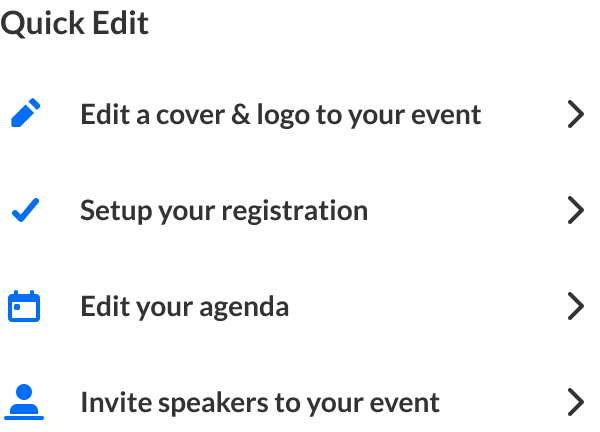 Quick Edit
Edit a cover & logo to your event
Setup your registration
Edit your agenda
Invite speakers to your event